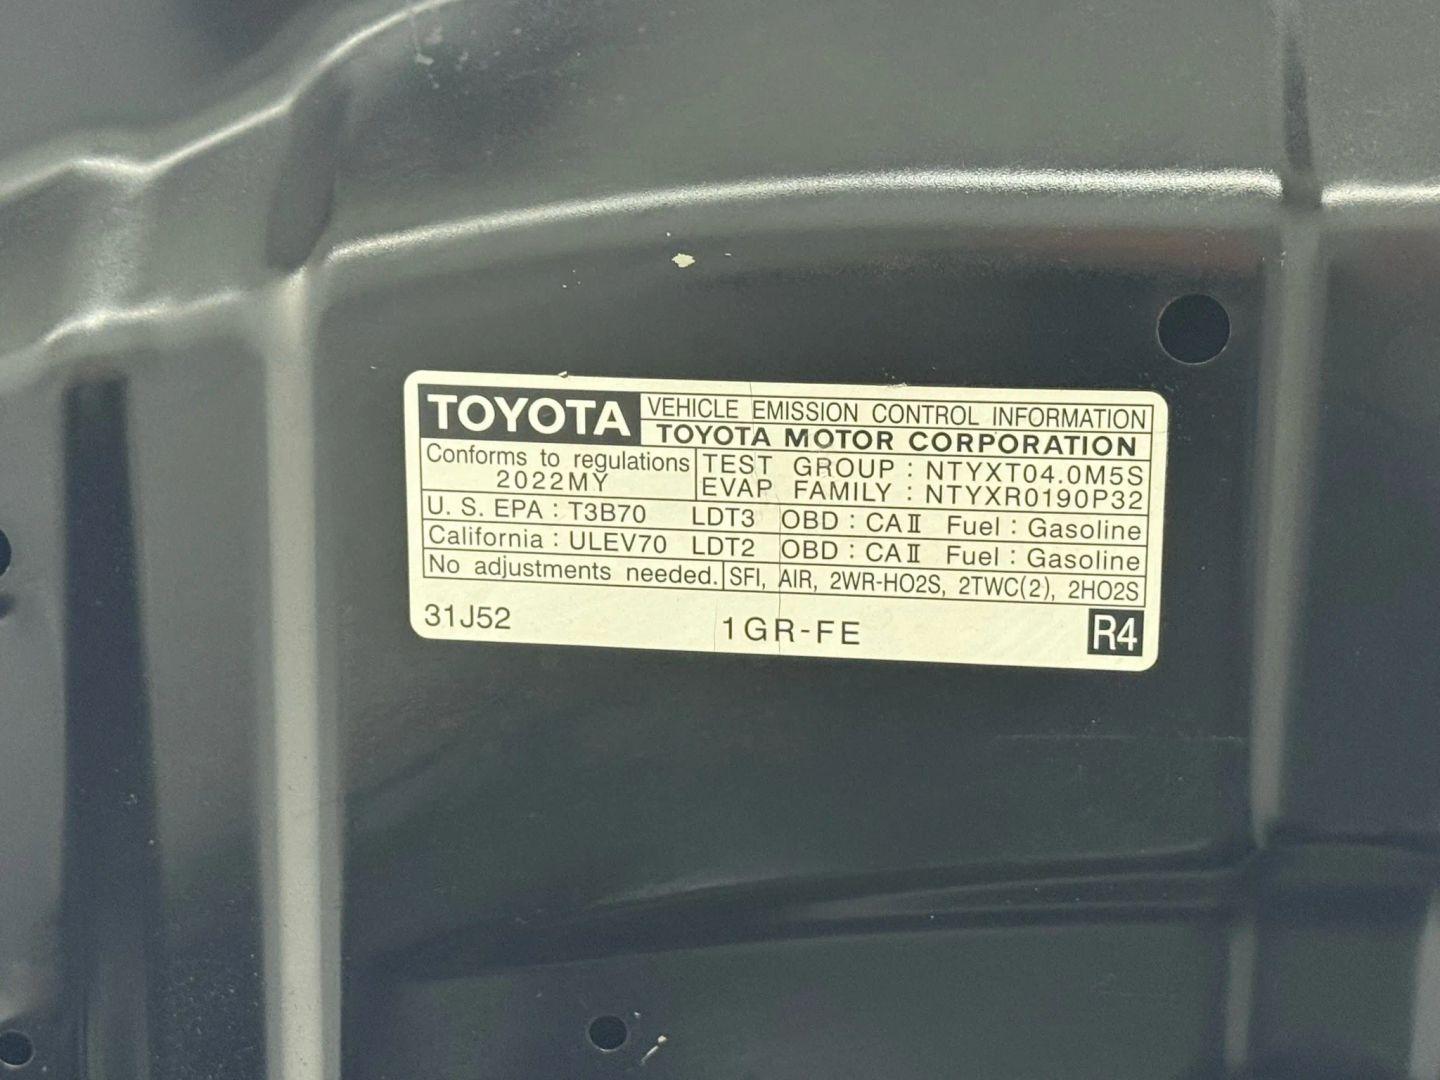 TOYOTA VEHICLE EMISSION CONTROL INFORMATION
TOYOTA MOTOR CORPORATION
Conforms to regulations
2022MY
TEST GROUP : NTYXT04.0M5S
EVAP FAMILY : NTYXR0190P32
U. S. EPA : T3B70 LDT3 OBD : CAⅡ Fuel : Gasoline
California : ULEV70 LDT2 OBD : CAⅡ Fuel : Gasoline
No adjustments needed. SFI, AIR, 2WR-HO2S, 2TWC(2), 2HO2S
31J52 1GR-FE R4